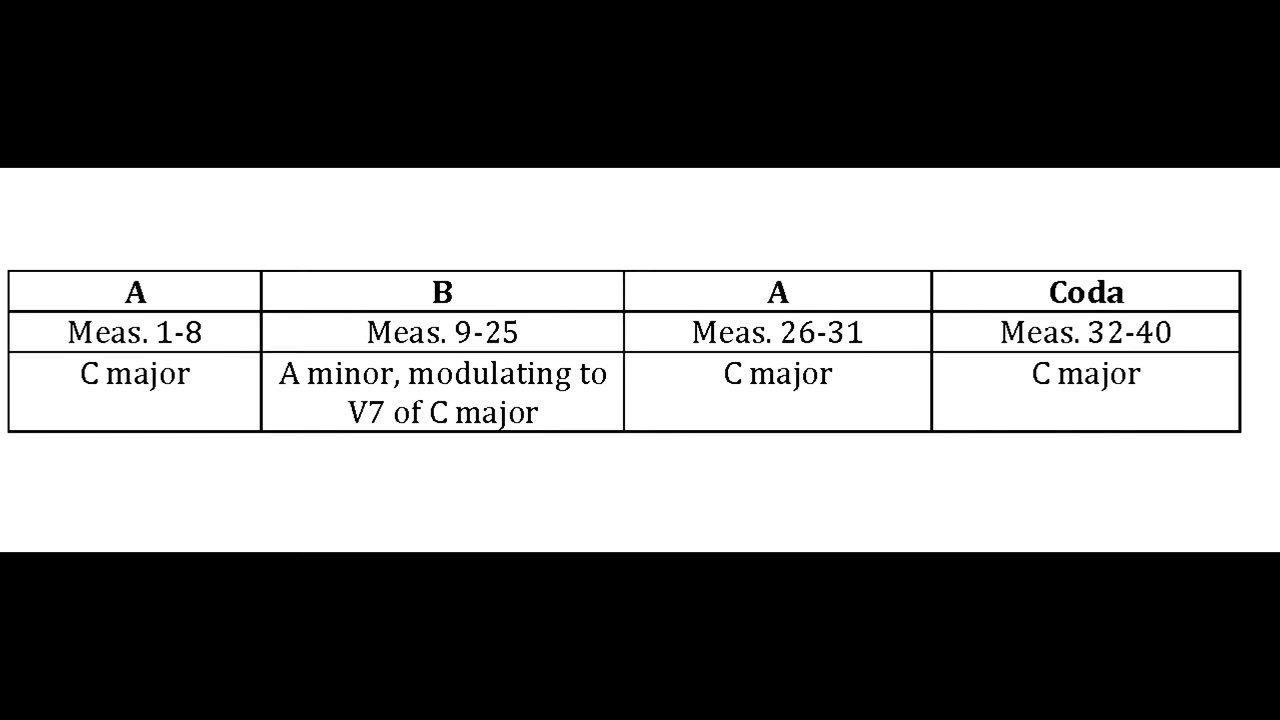 A B A Coda
Meas. 1-8 Meas. 9-25 Meas. 26-31 Meas. 32-40
C major A minor, modulating to C major C major
V7 of C major